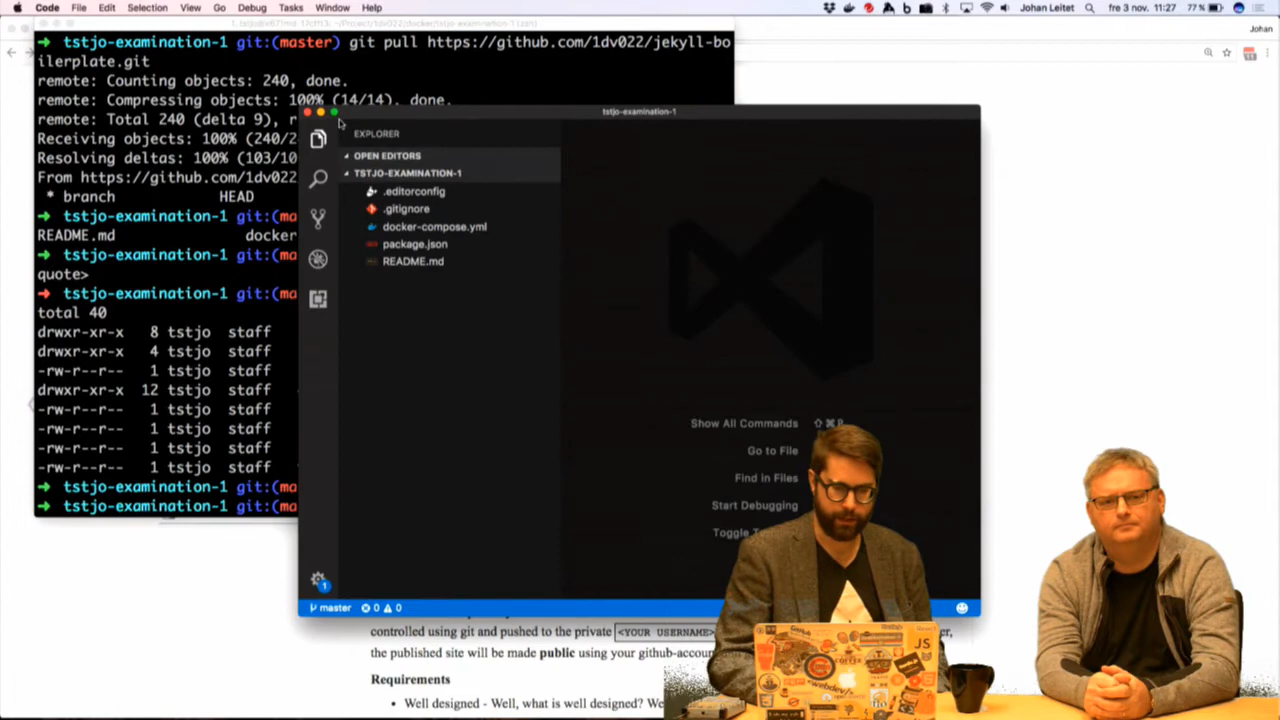 Code File Edit Selection View Go Debug Tasks Window Help
Johan Leitet fre 3 nov. 11:27 77%
Johan
tstjo-examination-1 git:(master) git pull https://github.com/1dv022/jekyll-bo
ilerplate.git
remote: Counting objects: 240, done.
remote: Compressing objects: 100% (14/14), done.
remote: Total 240 (delta 9), r
Receiving objects: 100% (240/2
Resolving deltas: 100% (103/10
From https://github.com/1dv022
* branch HEAD
tstjo-examination-1 git:(ma
README.md docker
tstjo-examination-1 git:(ma
quote>
tstjo-examination-1 git:(ma
total 40
drwxr-xr-x 8 tstjo staff
drwxr-xr-x 4 tstjo staff
-rw-r--r-- 1 tstjo staff
drwxr-xr-x 12 tstjo staff
-rw-r--r-- 1 tstjo staff
-rw-r--r-- 1 tstjo staff
-rw-r--r-- 1 tstjo staff
-rw-r--r-- 1 tstjo staff
tstjo-examination-1 git:(ma
tstjo-examination-1 git:(ma
tstjo-examination-1
EXPLORER
OPEN EDITORS
TSTJO-EXAMINATION-1
.editorconfig
.gitignore
docker-compose.yml
package.json
README.md
Show All Commands ⇧⌘P
Go to File
Find in Files
Start Debugging
Toggle
1
master 0 0
controlled using git and pushed to the private <YOUR USERNAME>
the published site will be made public using your github-accou
Requirements
• Well designed - Well, what is well designed? We
JS
COFFEE
<webdev/>